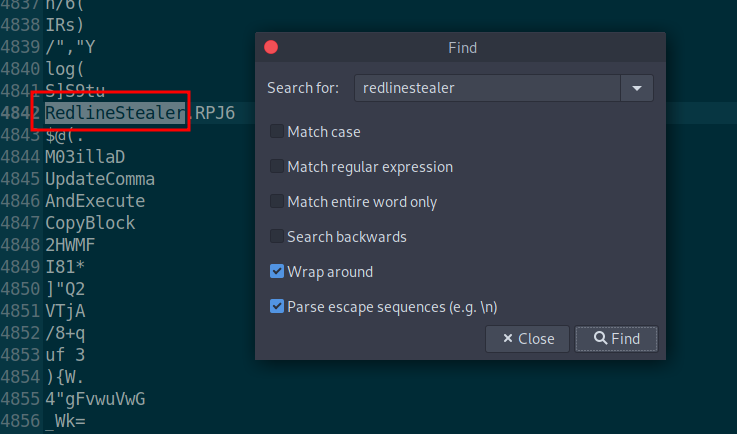 4837 n/6(
4838 IRs)
4839 /","Y
4840 log(
4841 S]S9tu
4842 RedlineStealer.RPJ6
4843 $@(.
4844 M03illaD
4845 UpdateComma
4846 AndExecute
4847 CopyBlock
4848 2HWMF
4849 I81*
4850 ]"Q2
4851 VTjA
4852 /8+q
4853 uf 3
4854 ){W.
4855 4"gFvwuVwG
4856 _Wk=
Find
Search for: redlinestealer
Match case
Match regular expression
Match entire word only
Search backwards
Wrap around
Parse escape sequences (e.g. \n)
Close Find